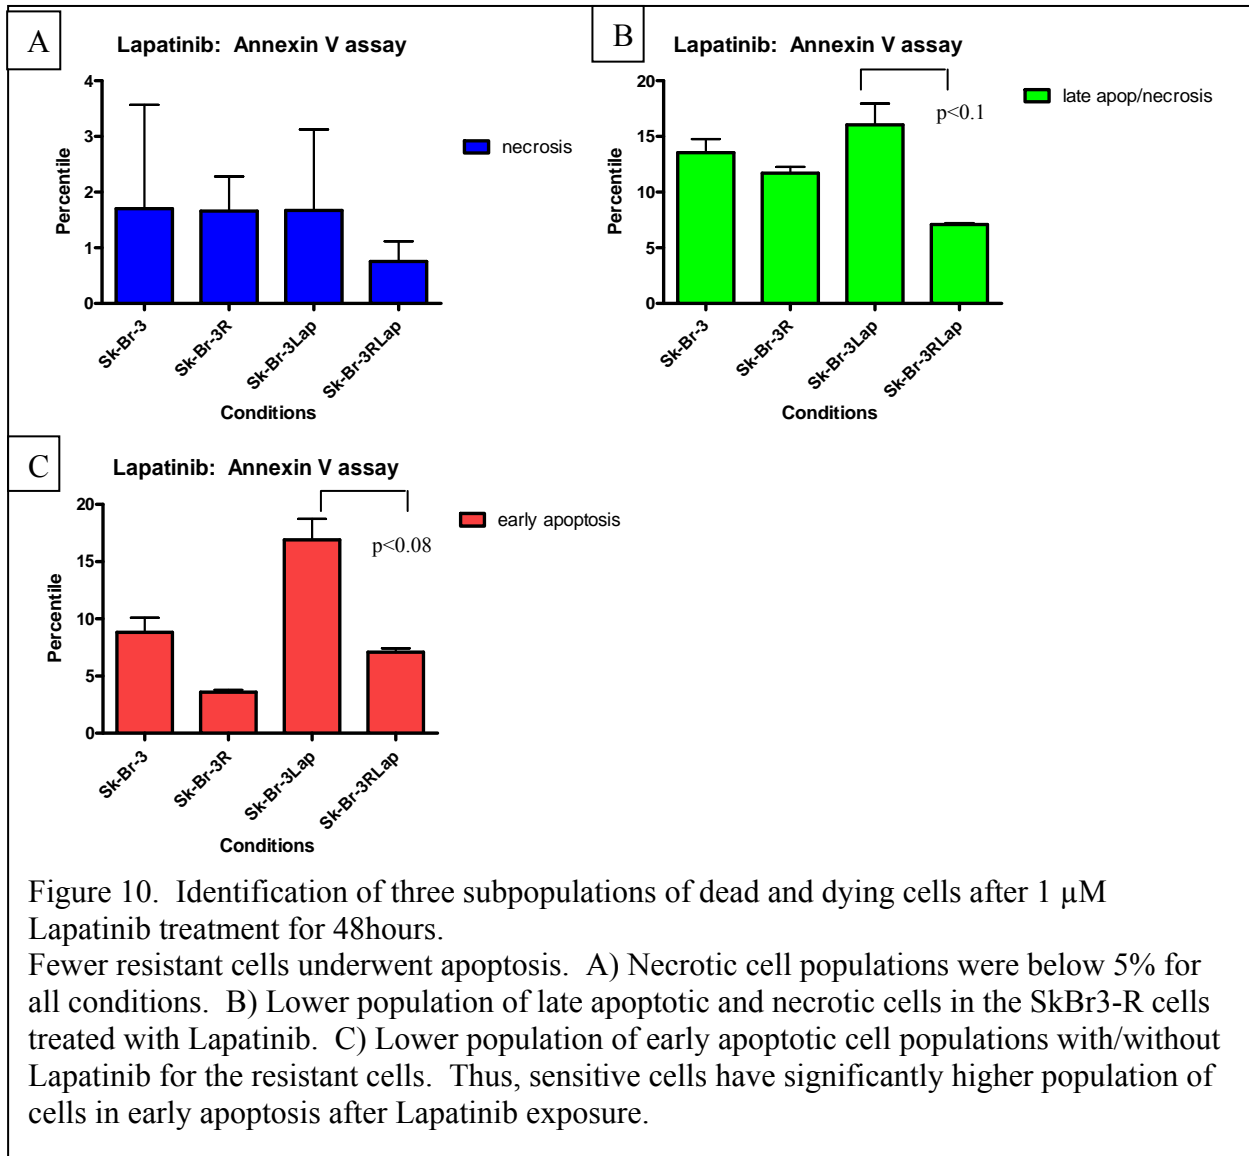 A
Lapatinib: Annexin V assay
4
3
2
1
0
Percentile
Sk-Br-3
Sk-Br-3R
Sk-Br-3Lap
Sk-Br-3RLap
Conditions
necrosis
B
Lapatinib: Annexin V assay
20
15
10
5
0
Percentile
p<0.1
Sk-Br-3
Sk-Br-3R
Sk-Br-3Lap
Sk-Br-3RLap
Conditions
late apop/necrosis
C
Lapatinib: Annexin V assay
20
15
10
5
0
Percentile
p<0.08
Sk-Br-3
Sk-Br-3R
Sk-Br-3Lap
Sk-Br-3RLap
Conditions
early apoptosis
Figure 10. Identification of three subpopulations of dead and dying cells after 1 µM
Lapatinib treatment for 48hours.
Fewer resistant cells underwent apoptosis. A) Necrotic cell populations were below 5% for
all conditions. B) Lower population of late apoptotic and necrotic cells in the SkBr3-R cells
treated with Lapatinib. C) Lower population of early apoptotic cell populations with/without
Lapatinib for the resistant cells. Thus, sensitive cells have significantly higher population of
cells in early apoptosis after Lapatinib exposure.